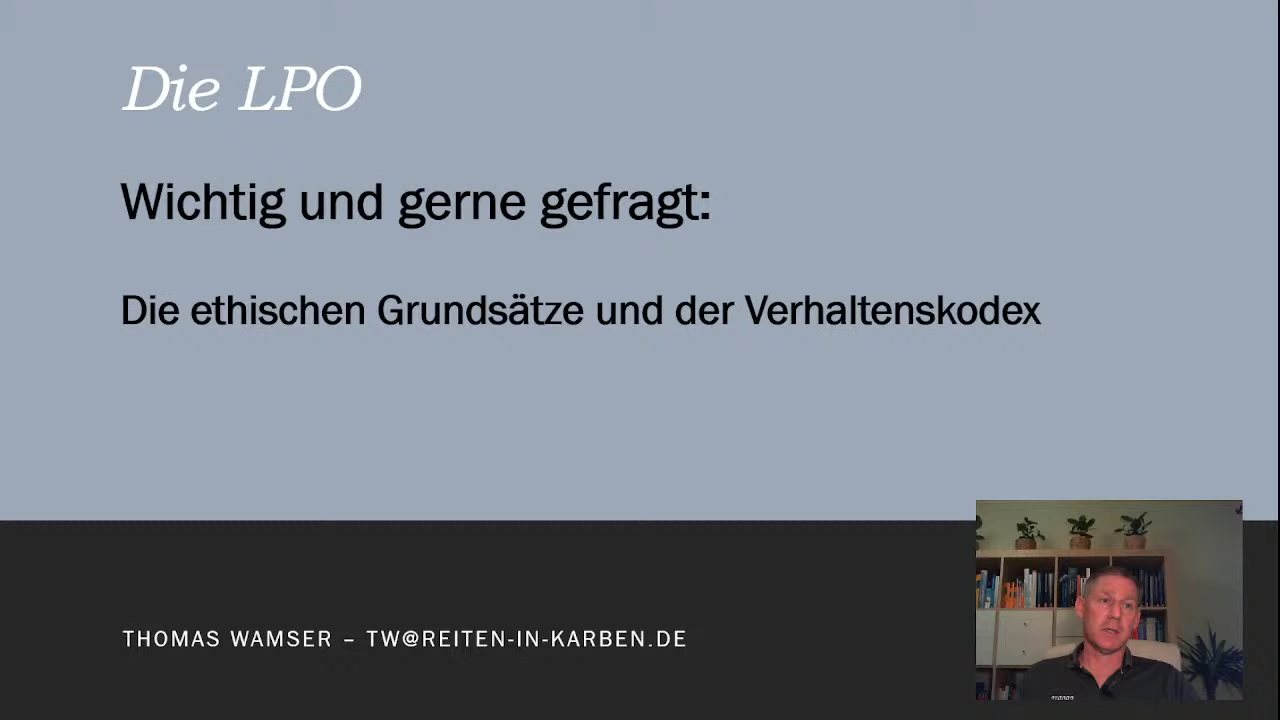 Die LPO
Wichtig und gerne gefragt:
Die ethischen Grundsätze und der Verhaltenskodex
THOMAS WAMSER – TW@REITEN-IN-KARBEN.DE